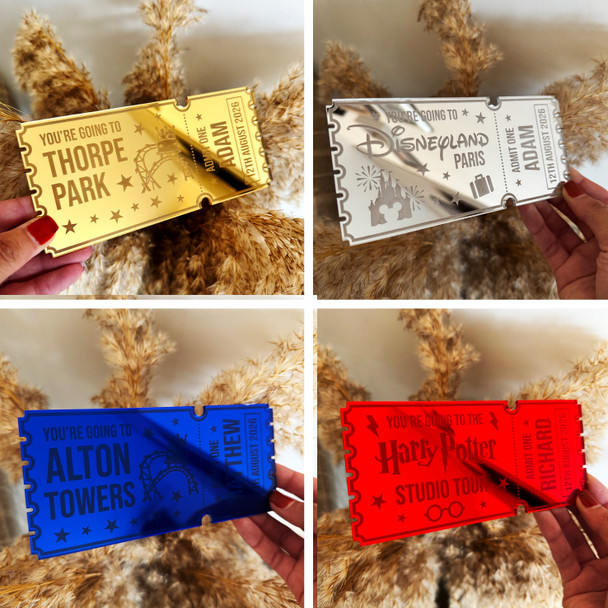 YOU'RE GOING TO
THORPE
PARK
ADMIT ONE
ADAM
12TH AUGUST 2026
YOU'RE GOING TO
Disneyland
PARIS
ADMIT ONE
ADAM
12TH AUGUST 2026
YOU'RE GOING TO
ALTON
TOWERS
ONE
AUGUST 2026
YOU'RE GOING TO THE
Harry Potter
STUDIO TOUR
ADMIT ONE
RICHARD
12TH AUGUST 2026